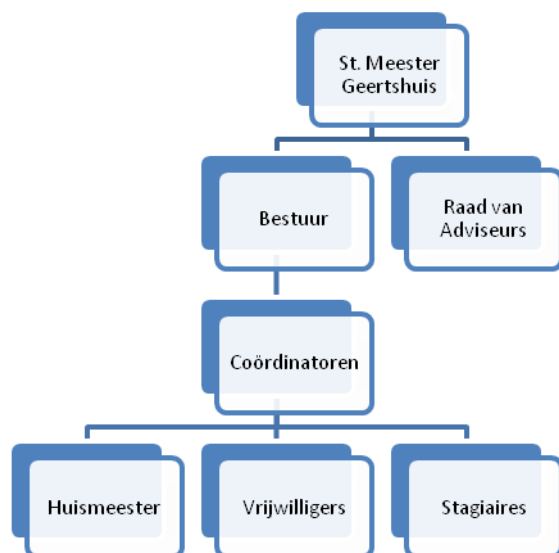 St. Meester
Geertshuis
Bestuur
Raad van
Adviseurs
Coördinatoren
Huismeester
Vrijwilligers
Stagiaires